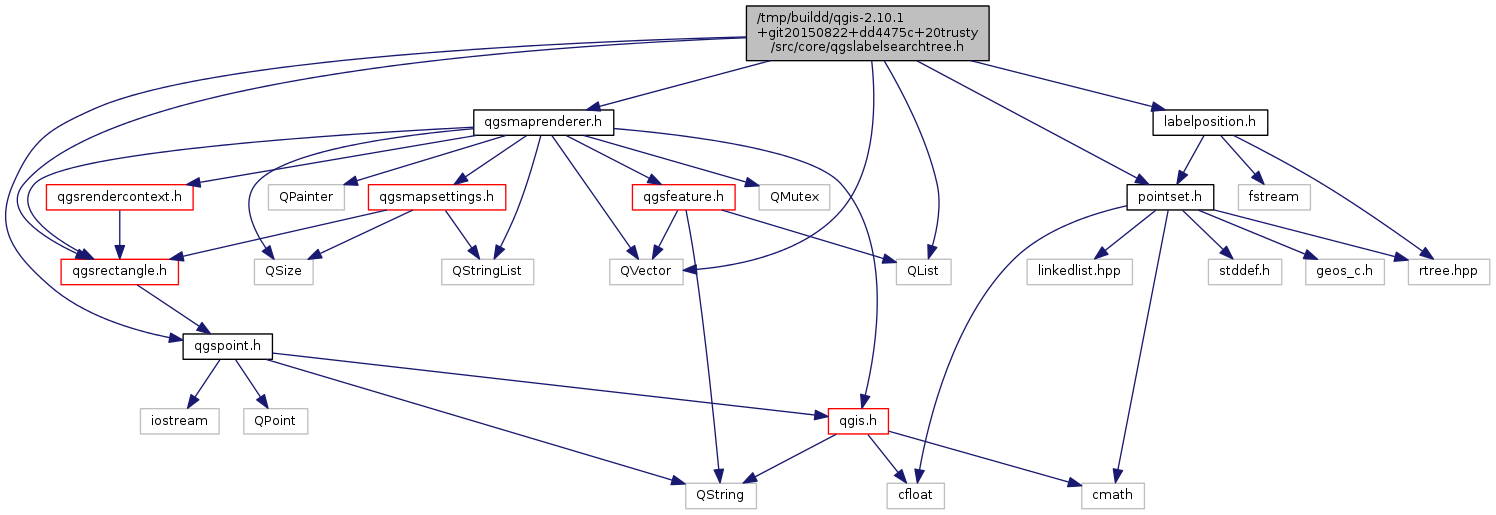 /tmp/buildd/qgis-2.10.1
+git20150822+dd4475c+20trusty
/src/core/qgslabelsearchtree.h
qgsmaprenderer.h
labelposition.h
qgsrendercontext.h
QPainter
qgsmapsettings.h
qgsfeature.h
QMutex
pointset.h
fstream
qgsrectangle.h
QSize
QStringList
QVector
QList
linkedlist.hpp
stddef.h
geos_c.h
rtree.hpp
qgspoint.h
iostream
QPoint
qgis.h
QString
cfloat
cmath